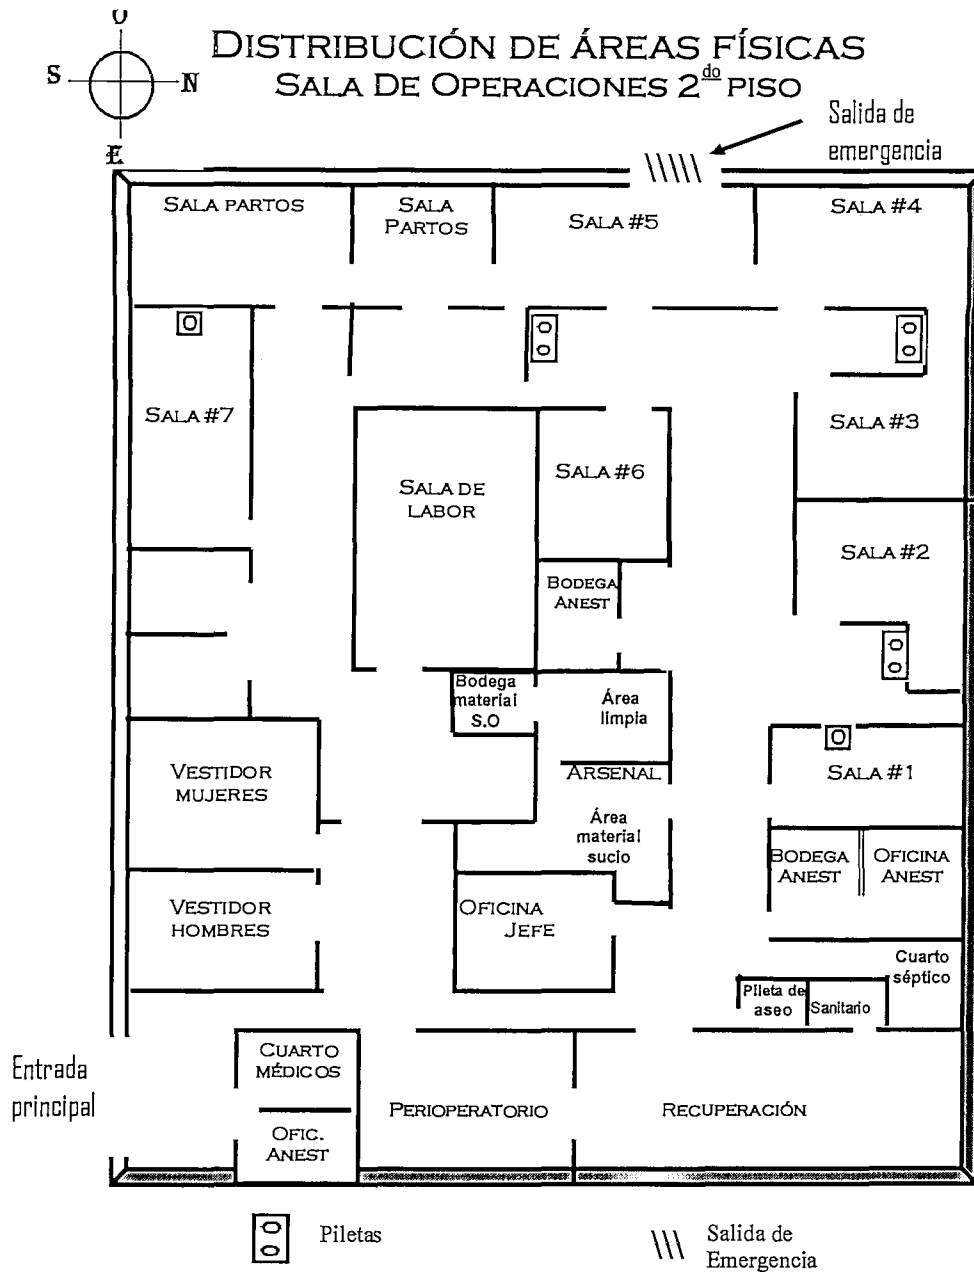 O
S
N
E
DISTRIBUCIÓN DE ÁREAS FÍSICAS
SALA DE OPERACIONES 2do PISO
Salida de
emergencia
SALA PARTOS
SALA
PARTOS
SALA #5
SALA #4
SALA #7
SALA DE
LABOR
SALA #6
SALA #3
SALA #2
BODEGA
ANEST
Bodega
material
S.O
Área
limpia
ARSENAL
Área
material
sucio
SALA #1
VESTIDOR
MUJERES
BODEGA
ANEST
OFICINA
ANEST
VESTIDOR
HOMBRES
OFICINA
JEFE
Cuarto
séptico
Pileta de
aseo
Sanitario
Entrada
principal
CUARTO
MÉDICOS
OFIC.
ANEST
PERIOPERATORIO
RECUPERACIÓN
Piletas
Salida de
Emergencia